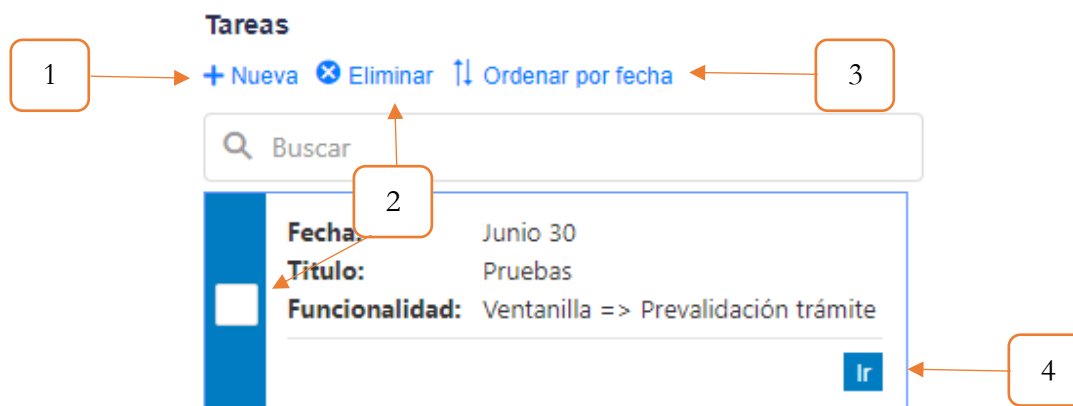 Tareas
1
+ Nueva Eliminar Ordenar por fecha
3
Buscar
2
Fecha: Junio 30
Titulo: Pruebas
Funcionalidad: Ventanilla => Prevalidación trámite
Ir
4